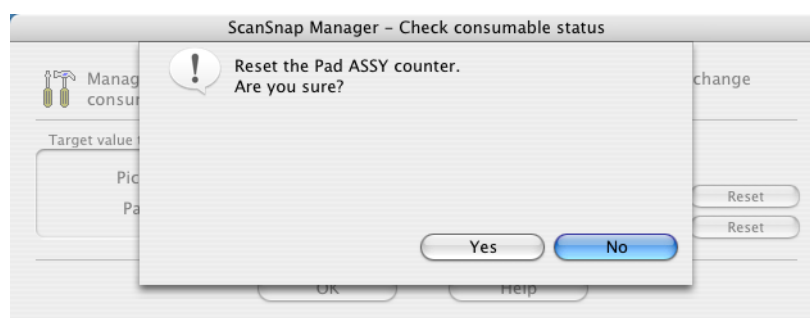 ScanSnap Manager – Check consumable status
Reset the Pad ASSY counter.
Are you sure?
Manag
change
consur
Target value
Pic
Reset
Pa
Reset
Yes
No
OK
Help